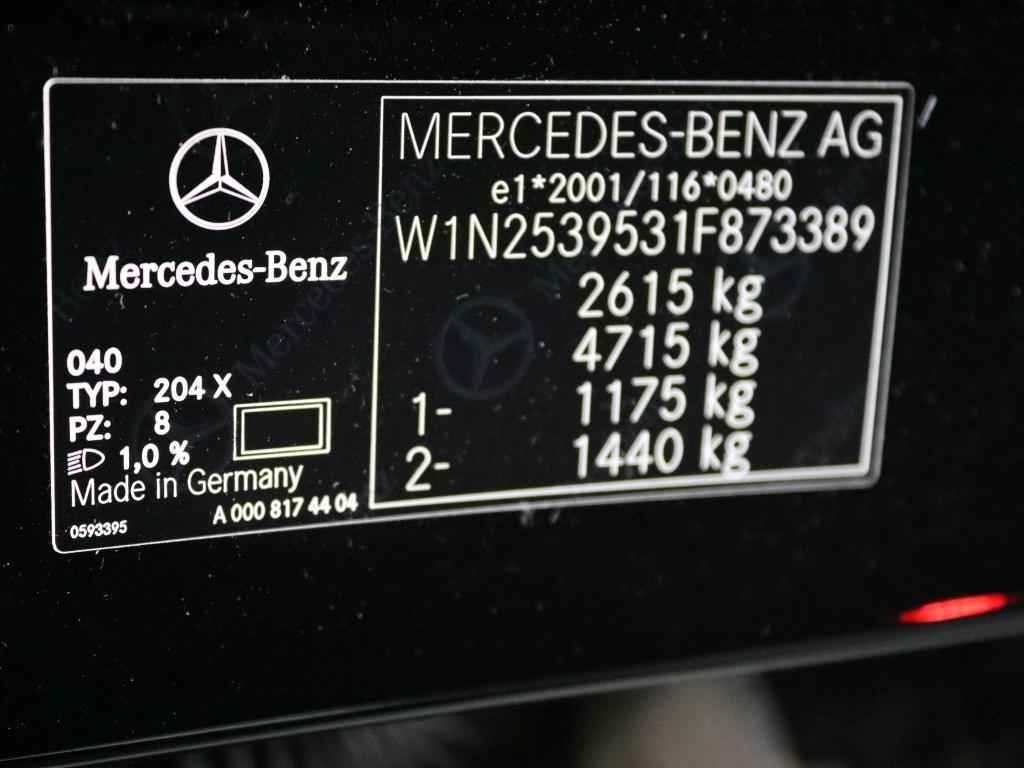 Mercedes-Benz
040
TYP: 204 X
PZ: 8
1,0 %
Made in Germany
A 000 817 44 04
0593395
MERCEDES-BENZ AG
e1*2001/116*0480
W1N2539531F873389
2615 kg
4715 kg
1- 1175 kg
2- 1440 kg